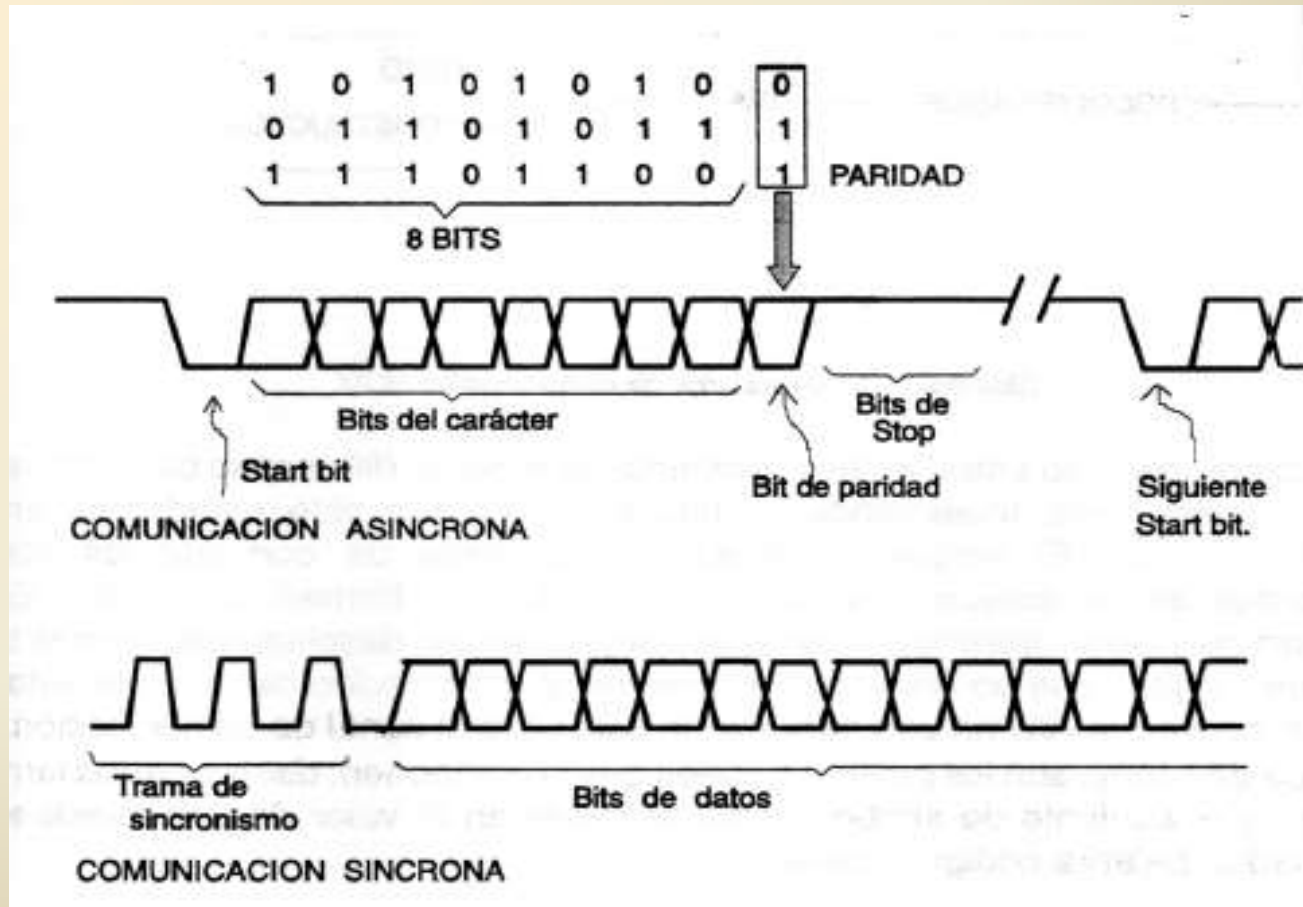 1 0 1 0 1 0 1 0 0
0 1 1 0 1 0 1 1 1
1 1 1 0 1 1 0 0 1 PARIDAD
8 BITS
Bits del carácter
Bits de
Stop
Start bit
Bit de paridad
Siguiente
Start bit.
COMUNICACION ASINCRONA
Trama de
sincronismo
Bits de datos
COMUNICACION SINCRONA